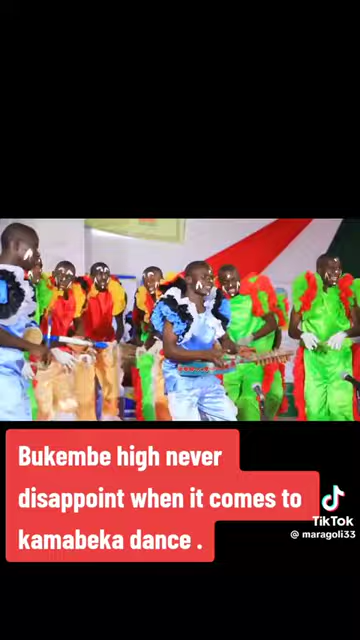 Bukembe high never
disappoint when it comes to
kamabeka dance .
TikTok
@ maragoli33